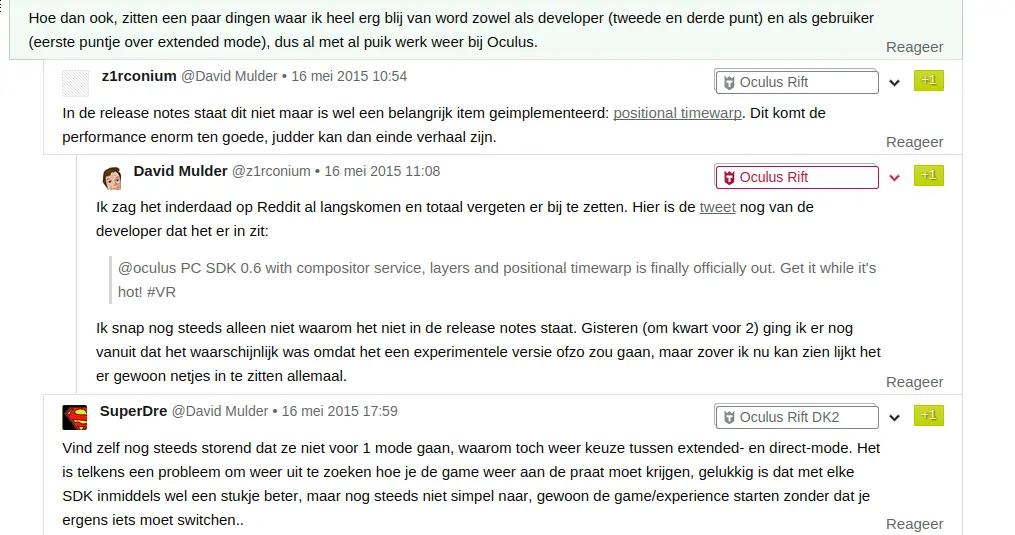 Hoe dan ook, zitten een paar dingen waar ik heel erg blij van word zowel als developer (tweede en derde punt) en als gebruiker
(eerste puntje over extended mode), dus al met al puik werk weer bij Oculus.
Reageer
z1rconium @David Mulder • 16 mei 2015 10:54
Oculus Rift
+1
In de release notes staat dit niet maar is wel een belangrijk item geimplementeerd: positional timewarp. Dit komt de
performance enorm ten goede, judder kan dan einde verhaal zijn.
Reageer
David Mulder @z1rconium • 16 mei 2015 11:08
Oculus Rift
+1
Ik zag het inderdaad op Reddit al langskomen en totaal vergeten er bij te zetten. Hier is de tweet nog van de
developer dat het er in zit:
@oculus PC SDK 0.6 with compositor service, layers and positional timewarp is finally officially out. Get it while it's
hot! #VR
Ik snap nog steeds alleen niet waarom het niet in de release notes staat. Gisteren (om kwart voor 2) ging ik er nog
vanuit dat het waarschijnlijk was omdat het een experimentele versie ofzo zou gaan, maar zover ik nu kan zien lijkt het
er gewoon netjes in te zitten allemaal.
Reageer
SuperDre @David Mulder • 16 mei 2015 17:59
Oculus Rift DK2
+1
Vind zelf nog steeds storend dat ze niet voor 1 mode gaan, waarom toch weer keuze tussen extended- en direct-mode. Het
is telkens een probleem om weer uit te zoeken hoe je de game weer aan de praat moet krijgen, gelukkig is dat met elke
SDK inmiddels wel een stukje beter, maar nog steeds niet simpel naar, gewoon de game/experience starten zonder dat je
ergens iets moet switchen..
Reageer